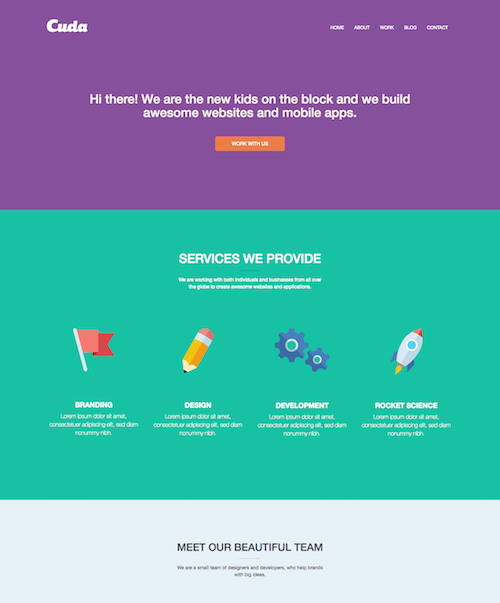 Cuda
HOME ABOUT WORK BLOG CONTACT
Hi there! We are the new kids on the block and we build
awesome websites and mobile apps.
WORK WITH US
SERVICES WE PROVIDE
We are working with both individuals and businesses from all over
the globe to create awesome websites and applications.
BRANDING
Lorem ipsum dolor sit amet,
consectetuer adipiscing elit, sed diam
nonummy nibh.
DESIGN
Lorem ipsum dolor sit amet,
consectetuer adipiscing elit, sed diam
nonummy nibh.
DEVELOPMENT
Lorem ipsum dolor sit amet,
consectetuer adipiscing elit, sed diam
nonummy nibh.
ROCKET SCIENCE
Lorem ipsum dolor sit amet,
consectetuer adipiscing elit, sed diam
nonummy nibh.
MEET OUR BEAUTIFUL TEAM
We are a small team of designers and developers, who help brands
with big ideas.